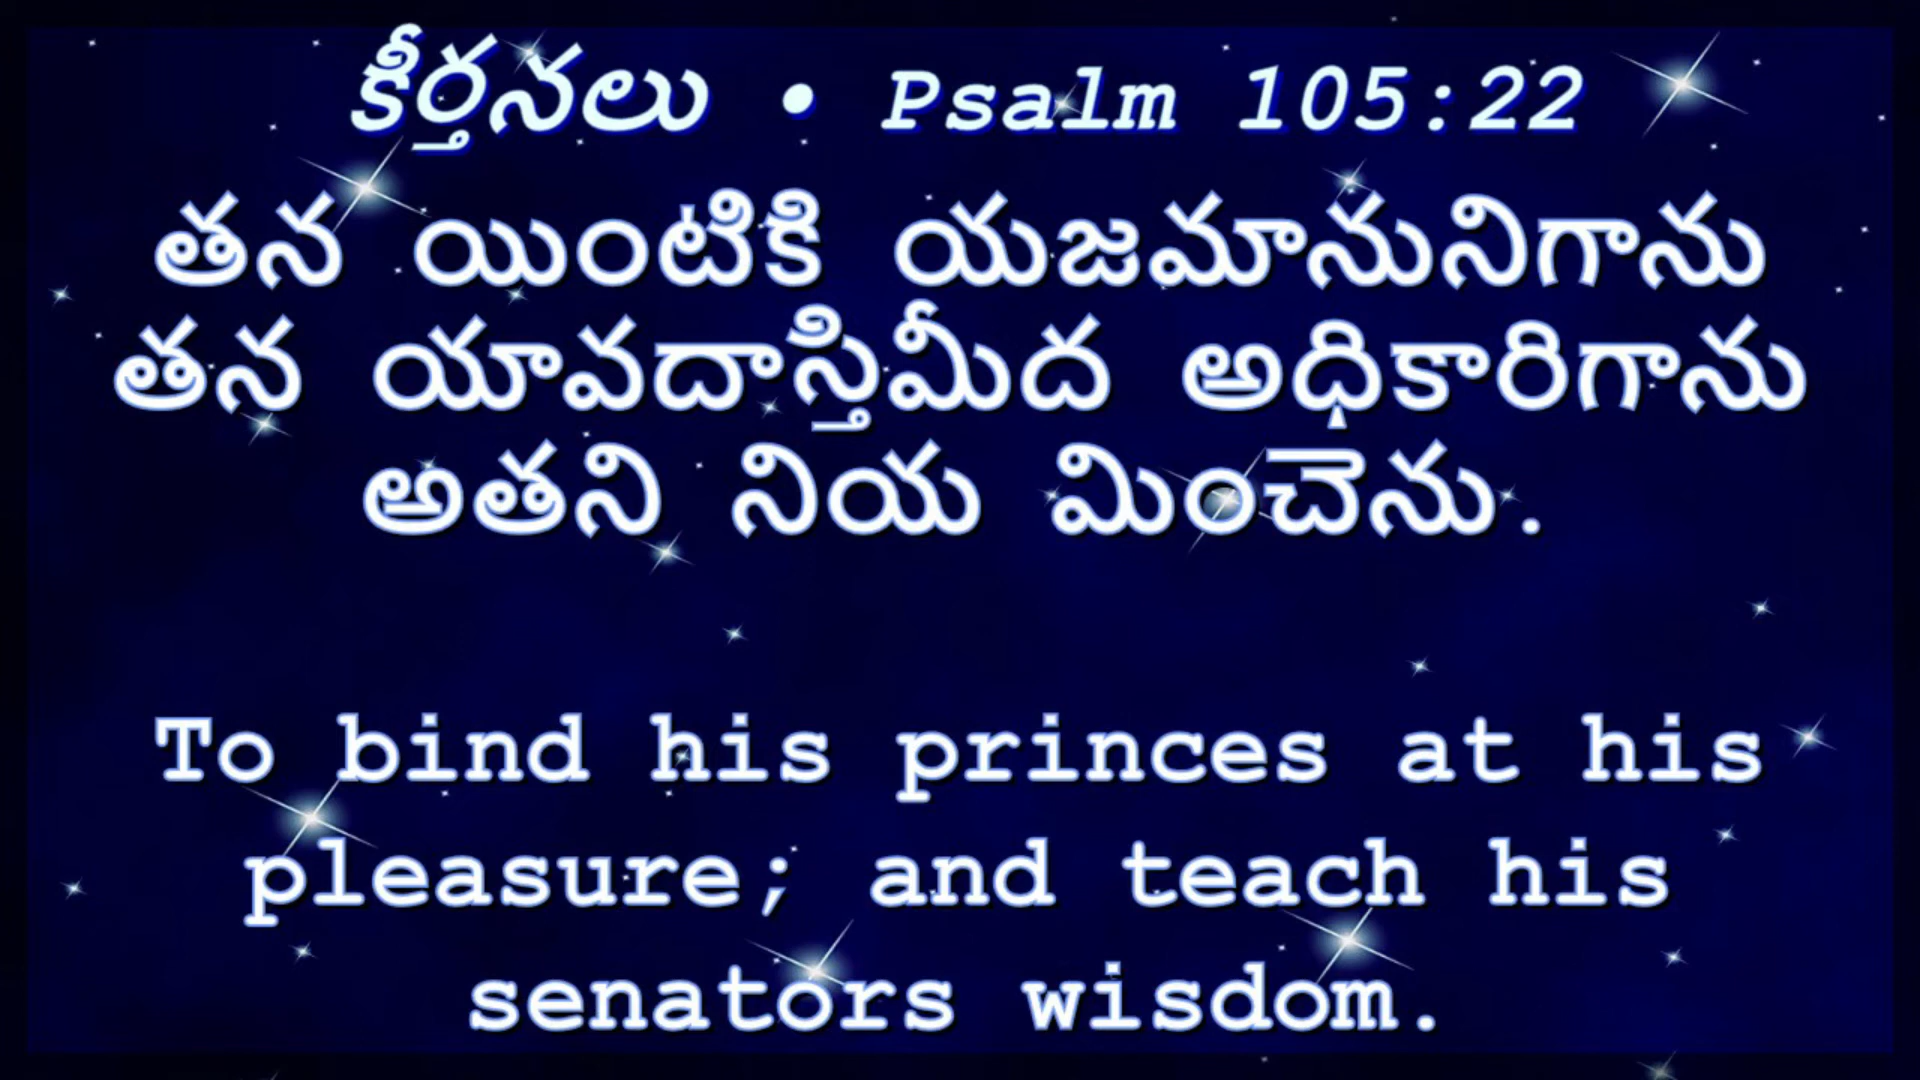 కీర్తనలు • Psalm 105:22
తన యింటికి యజమానునిగాను
తన యావదాస్తిమీద అధికారిగాను
అతని నియ మించెను.
To bind his princes at his
pleasure; and teach his
senators wisdom.